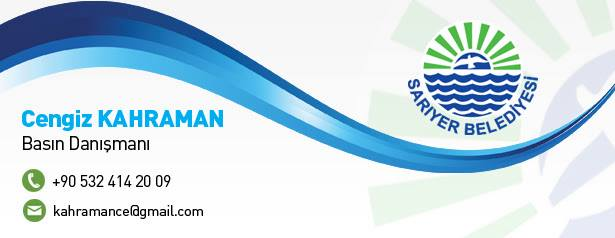 SARIYER BELEDİYESİ
Cengiz KAHRAMAN
Basın Danışmanı
+90 532 414 20 09
kahramance@gmail.com